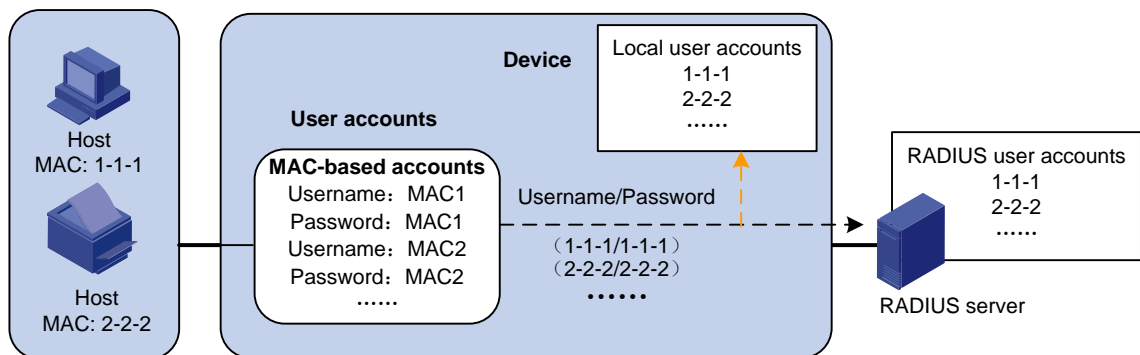 Host
MAC: 1-1-1
Host
MAC: 2-2-2
Device
User accounts
MAC-based accounts
Username：MAC1
Password：MAC1
Username：MAC2
Password：MAC2
……
Username/Password
（1-1-1/1-1-1）
（2-2-2/2-2-2）
……
Local user accounts
1-1-1
2-2-2
……
RADIUS user accounts
1-1-1
2-2-2
……
RADIUS server